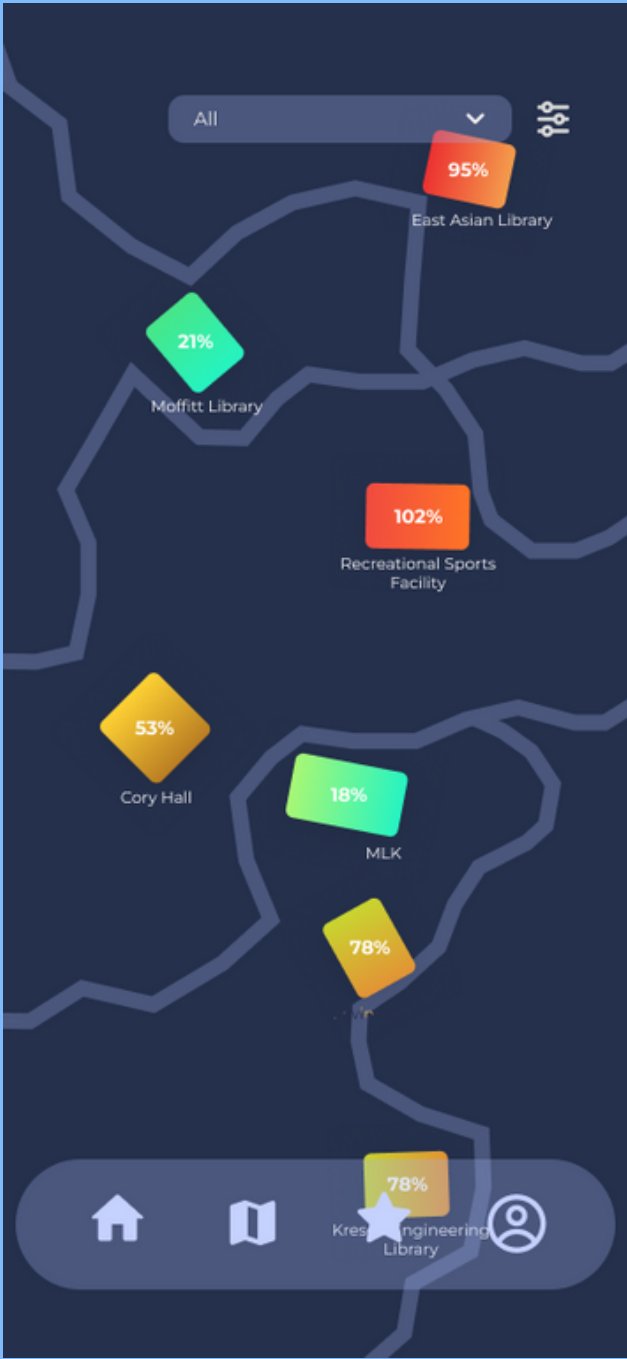 All
95%
East Asian Library
21%
Moffitt Library
102%
Recreational Sports
Facility
53%
Cory Hall
18%
MLK
78%
78%
Engineering
Library